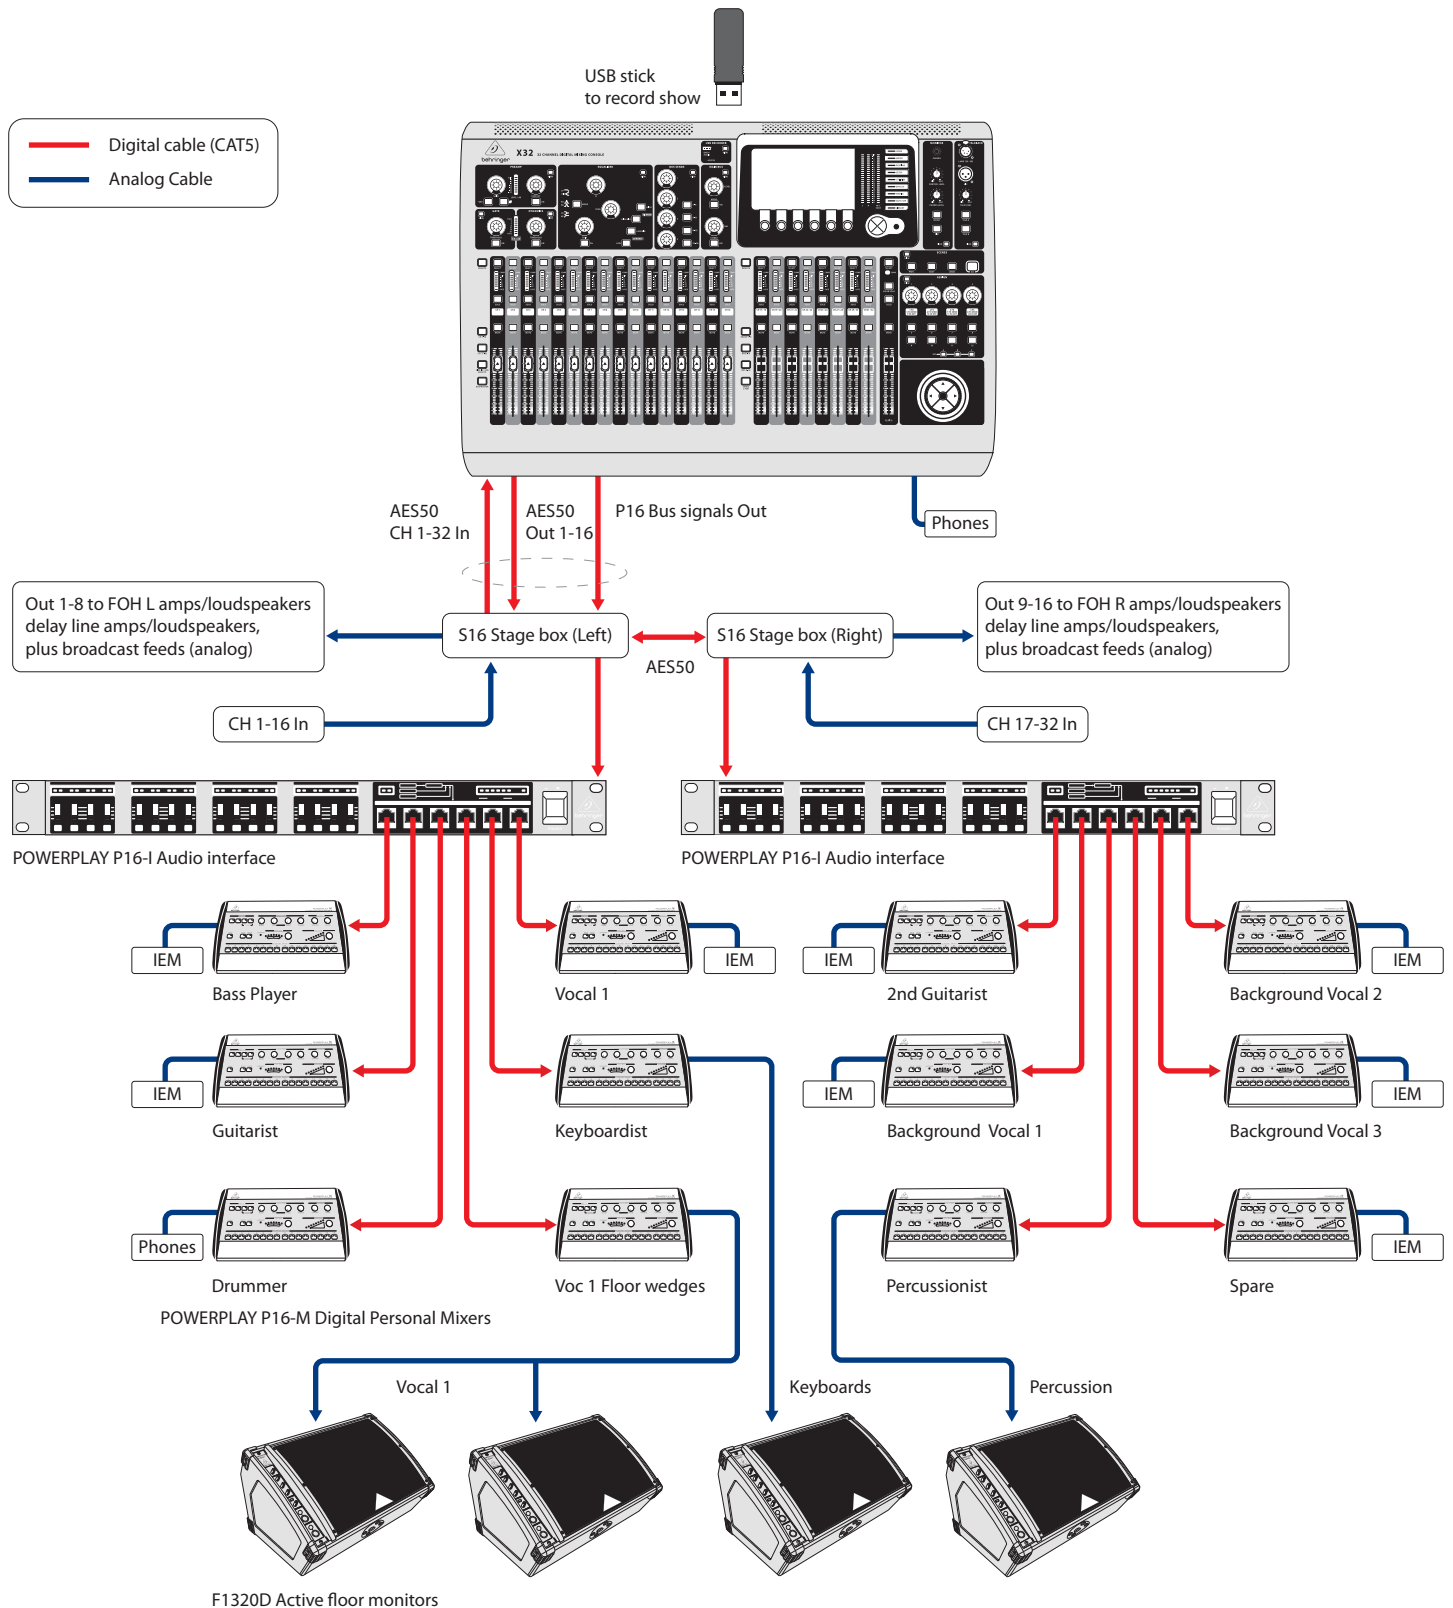 USB stick
to record show
Digital cable (CAT5)
Analog Cable
behringer
X32 32 CHANNEL DIGITAL MIXING CONSOLE
AES50
CH 1-32 In
AES50
Out 1-16
P16 Bus signals Out
Phones
Out 1-8 to FOH L amps/loudspeakers
delay line amps/loudspeakers,
plus broadcast feeds (analog)
S16 Stage box (Left)
S16 Stage box (Right)
AES50
Out 9-16 to FOH R amps/loudspeakers
delay line amps/loudspeakers,
plus broadcast feeds (analog)
CH 1-16 In
CH 17-32 In
POWERPLAY P16-I Audio interface
POWERPLAY P16-I Audio interface
IEM
Bass Player
IEM
Vocal 1
IEM
2nd Guitarist
IEM
Background Vocal 2
IEM
Guitarist
Keyboardist
IEM
Background Vocal 1
IEM
Background Vocal 3
Phones
Drummer
Voc 1 Floor wedges
Percussionist
IEM
Spare
POWERPLAY P16-M Digital Personal Mixers
Vocal 1
Keyboards
Percussion
F1320D Active floor monitors